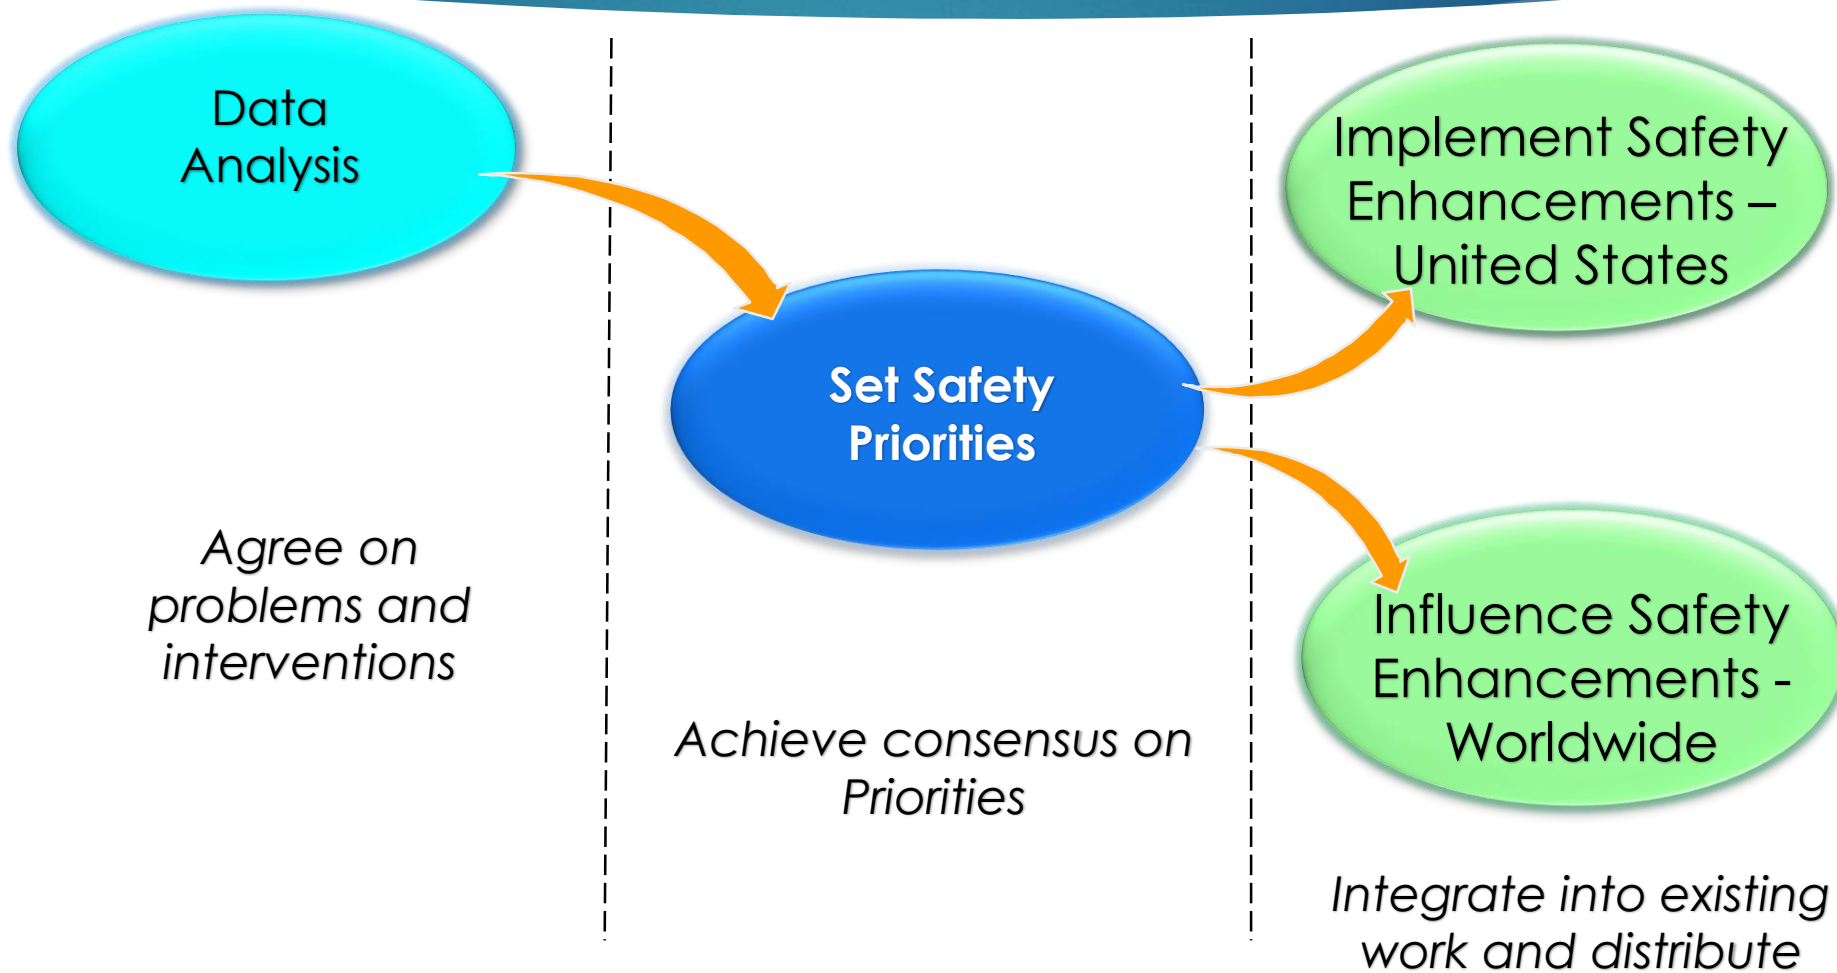 Data
Analysis
Agree on
problems and
interventions
Set Safety
Priorities
Achieve consensus on
Priorities
Implement Safety
Enhancements –
United States
Influence Safety
Enhancements -
Worldwide
Integrate into existing
work and distribute